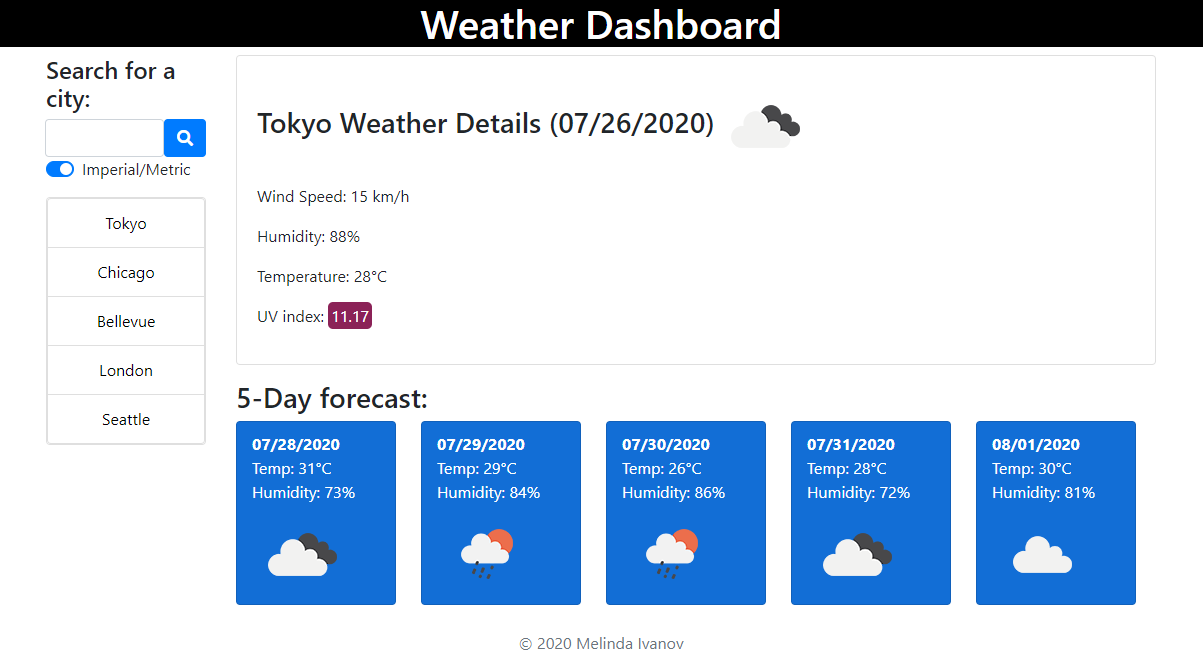 Weather Dashboard
Search for a
city:
Imperial/Metric
Tokyo
Chicago
Bellevue
London
Seattle
Tokyo Weather Details (07/26/2020)
Wind Speed: 15 km/h
Humidity: 88%
Temperature: 28°C
UV index: 11.17
5-Day forecast:
07/28/2020
Temp: 31°C
Humidity: 73%
07/29/2020
Temp: 29°C
Humidity: 84%
07/30/2020
Temp: 26°C
Humidity: 86%
07/31/2020
Temp: 28°C
Humidity: 72%
08/01/2020
Temp: 30°C
Humidity: 81%
© 2020 Melinda Ivanov